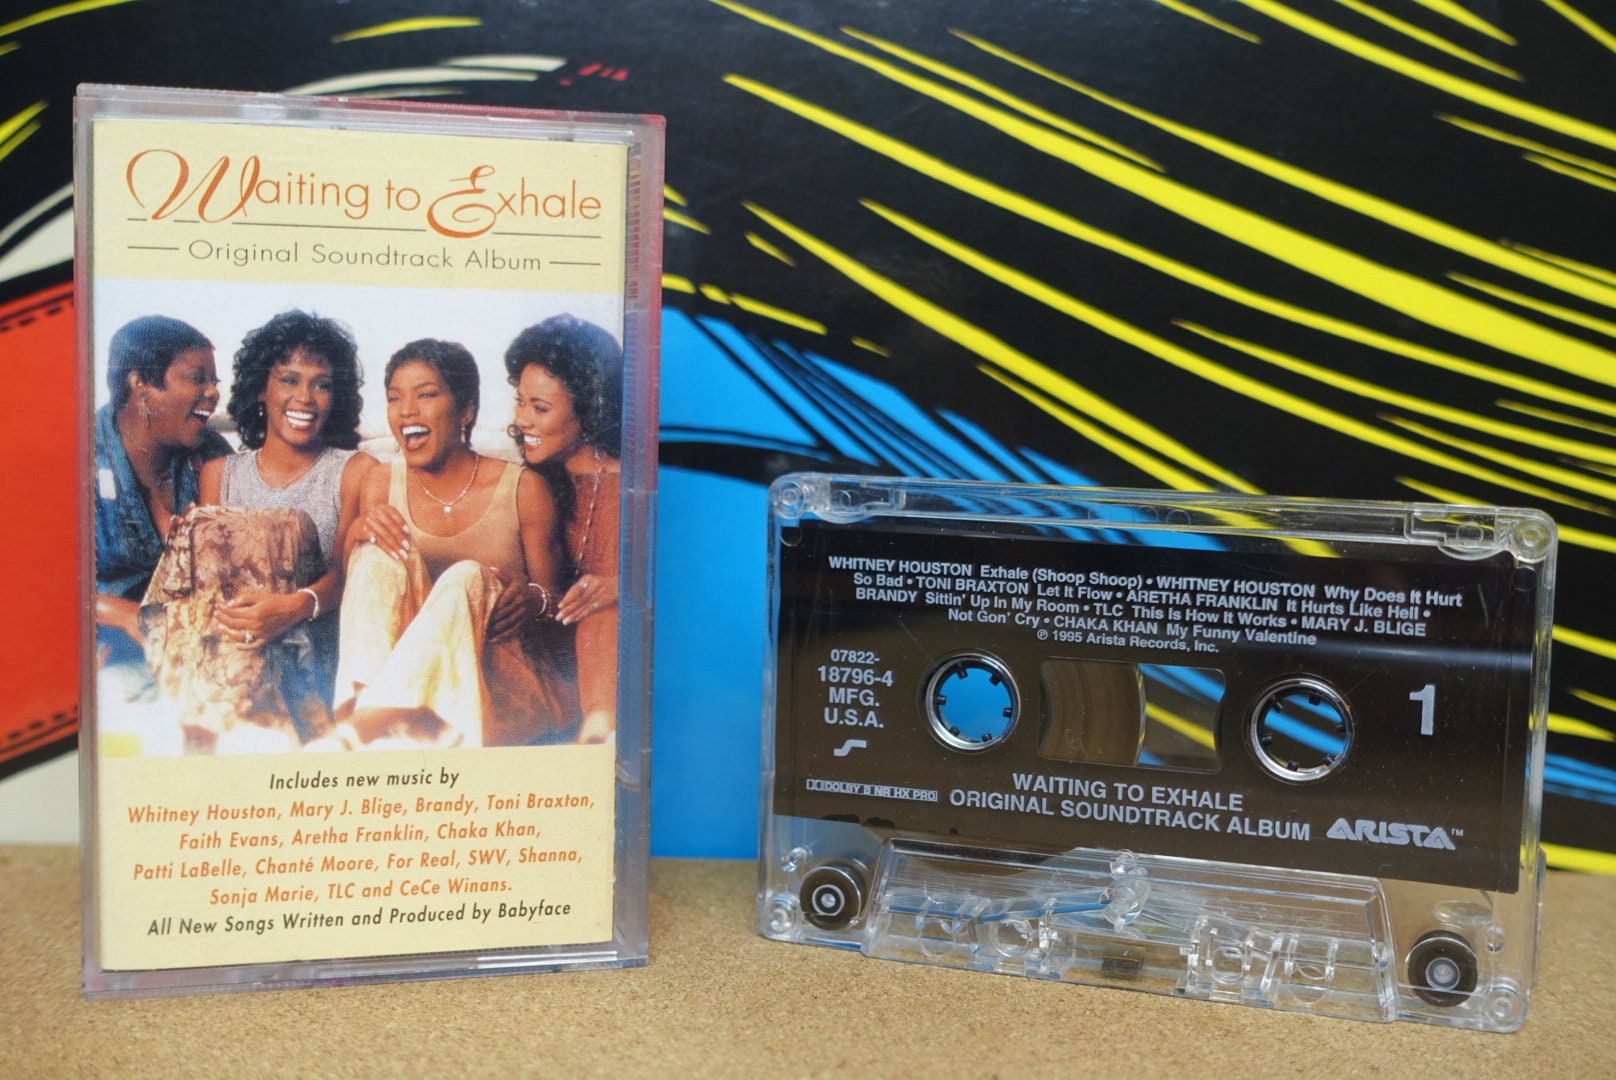 Waiting to Exhale
Original Soundtrack Album
Includes new music by
Whitney Houston, Mary J. Blige, Brandy, Toni Braxton,
Faith Evans, Aretha Franklin, Chaka Khan,
Patti LaBelle, Chanté Moore, For Real, SWV, Shanna,
Sonja Marie, TLC and CeCe Winans.
All New Songs Written and Produced by Babyface
WHITNEY HOUSTON Exhale (Shoop Shoop) • WHITNEY HOUSTON Why Does It Hurt
So Bad • TONI BRAXTON Let It Flow • ARETHA FRANKLIN It Hurts Like Hell •
BRANDY Sittin' Up In My Room • TLC This Is How It Works • MARY J. BLIGE
Not Gon' Cry • CHAKA KHAN My Funny Valentine
℗ 1995 Arista Records, Inc.
07822-
18796-4
MFG.
U.S.A.
1
DOLBY B NR HX PRO
WAITING TO EXHALE
ORIGINAL SOUNDTRACK ALBUM
ARISTA™